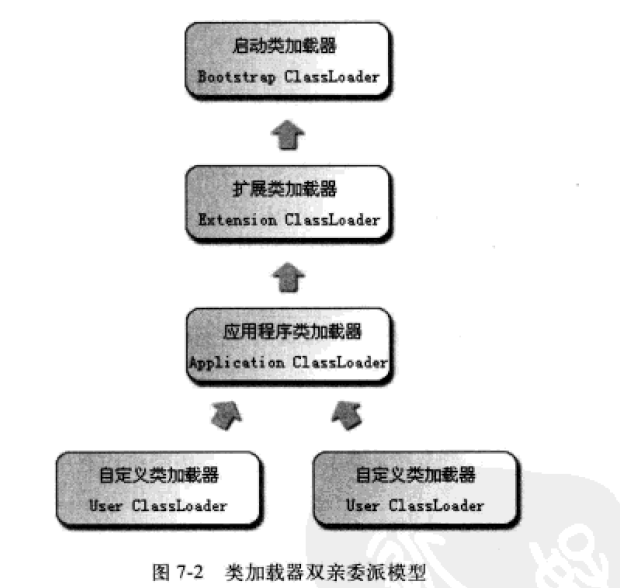 启动类加载器
Bootstrap ClassLoader
扩展类加载器
Extension ClassLoader
应用程序类加载器
Application ClassLoader
自定义类加载器
User ClassLoader
自定义类加载器
User ClassLoader
图 7-2 类加载器双亲委派模型